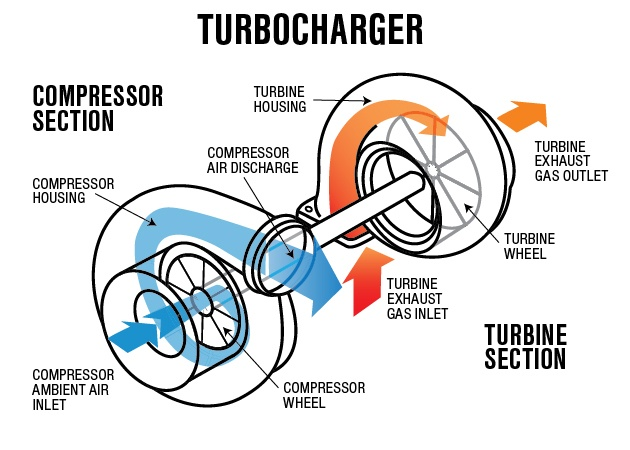 TURBOCHARGER
COMPRESSOR
SECTION
TURBINE
HOUSING
COMPRESSOR
AIR DISCHARGE
COMPRESSOR
HOUSING
TURBINE
EXHAUST
GAS OUTLET
TURBINE
WHEEL
TURBINE
EXHAUST
GAS INLET
TURBINE
SECTION
COMPRESSOR
AMBIENT AIR
INLET
COMPRESSOR
WHEEL